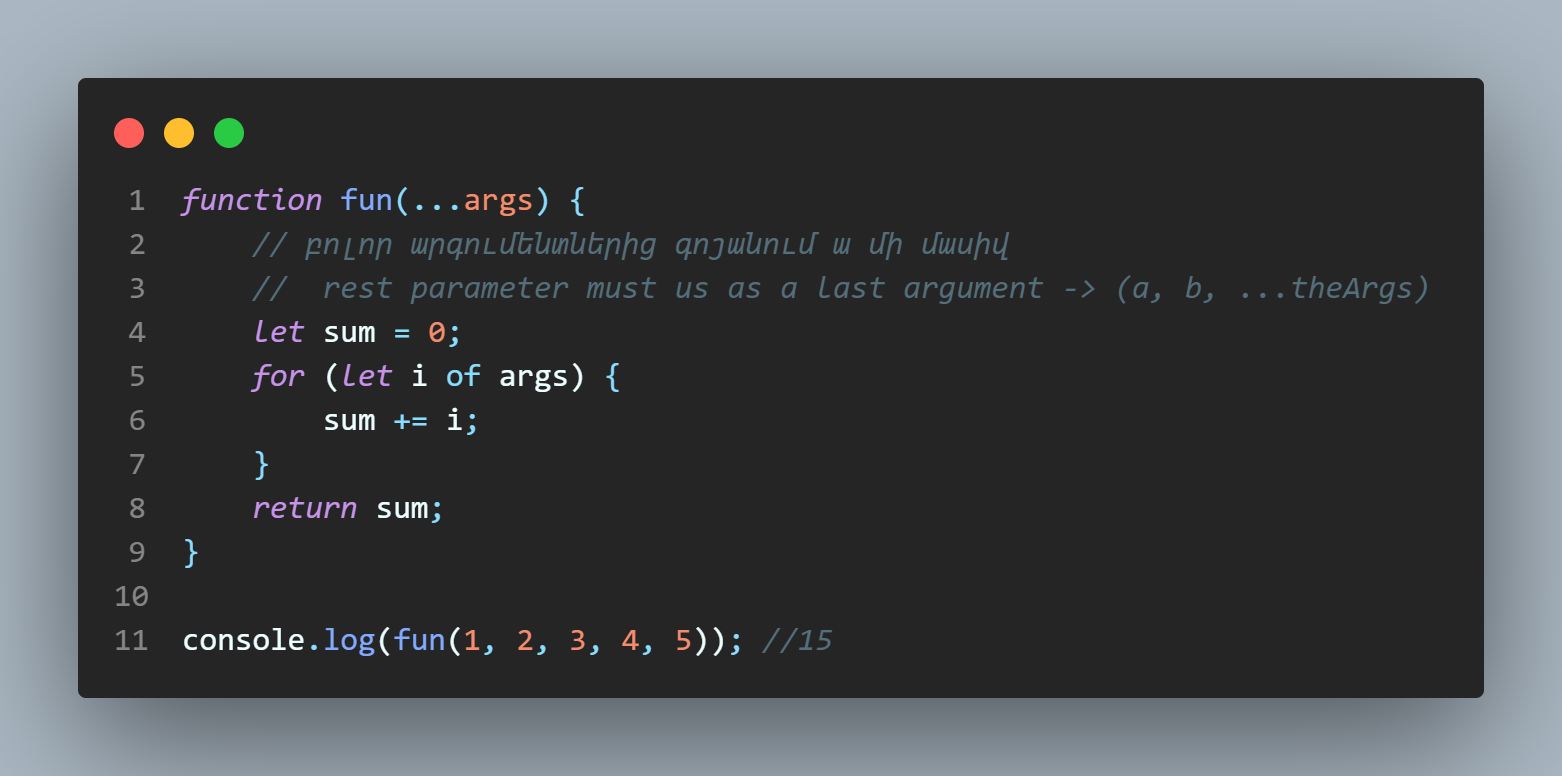 1 function fun(...args) {
2 // բոլոր արգումենտներից գոյանում ա մի մասիվ
3 //  rest parameter must us as a last argument -> (a, b, ...theArgs)
4 let sum = 0;
5 for (let i of args) {
6 sum += i;
7 }
8 return sum;
9 }
10
11 console.log(fun(1, 2, 3, 4, 5)); //15